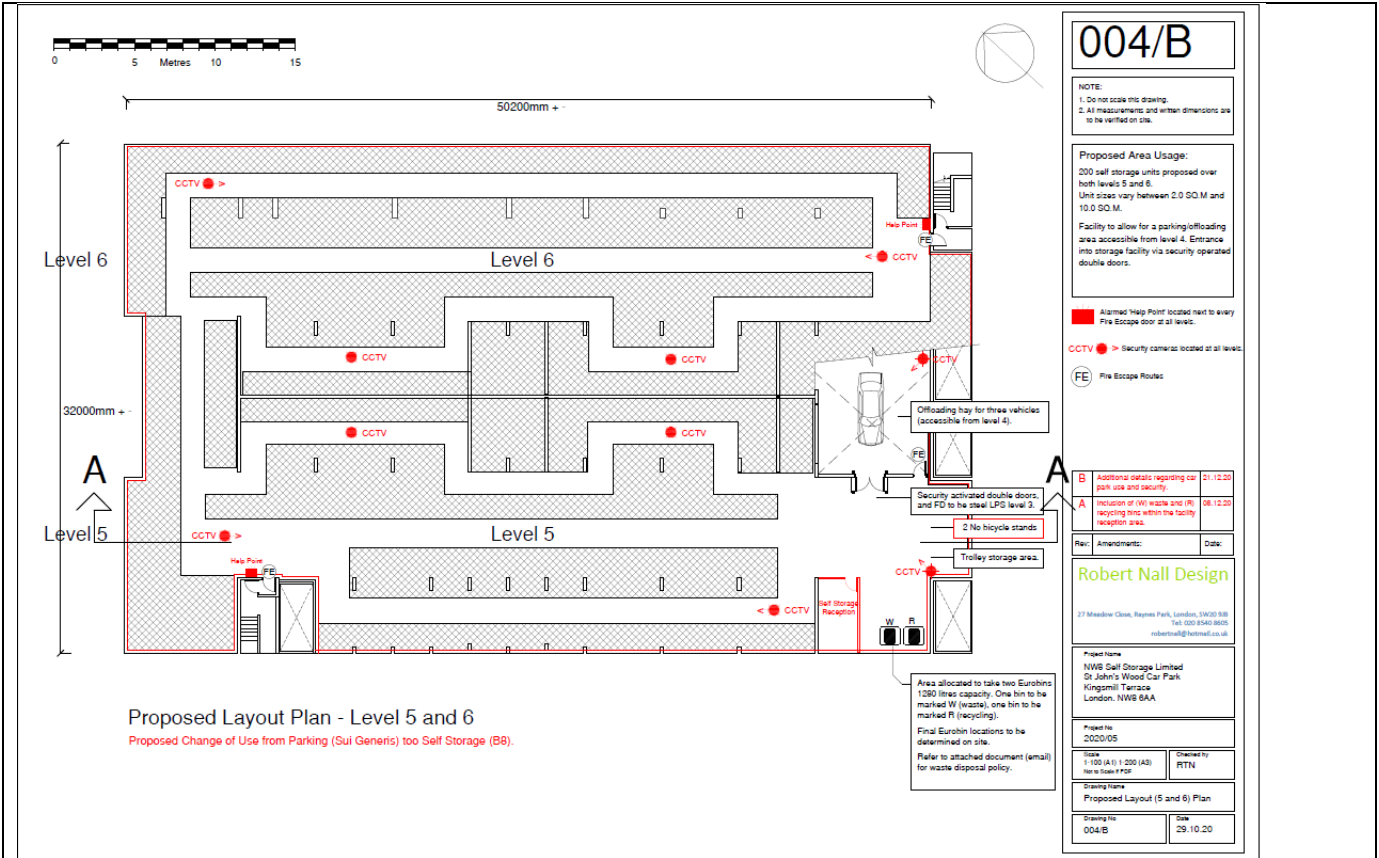 0 5 Metres 10 15
50200mm + -
32000mm + -
CCTV >
Help Point
FE
< CCTV
Level 6
Level 6
CCTV
CCTV
CCTV
<
Offloading bay for three vehicles
(accessible from level 4).
CCTV
CCTV
FE
A
A
Security activated double doors,
and FD to be steel LPS level 3.
2 No bicycle stands
Trolley storage area.
Level 5
Level 5
CCTV >
Help Point
FE
CCTV
< CCTV
Self Storage
Reception
W R
Area allocated to take two Eurobins
1280 litres capacity. One bin to be
marked W (waste), one bin to be
marked R (recycling).
Final Eurobin locations to be
determined on site.
Refer to attached document (email)
for waste disposal policy.
Proposed Layout Plan - Level 5 and 6
Proposed Change of Use from Parking (Sui Generis) too Self Storage (B8).
004/B
NOTE:
1. Do not scale this drawing.
2. All measurements and written dimensions are
to be verified on site.
Proposed Area Usage:
200 self storage units proposed over
both levels 5 and 6.
Unit sizes vary between 2.0 SQ.M and
10.0 SQ.M.
Facility to allow for a parking/offloading
area accessible from level 4. Entrance
into storage facility via security operated
double doors.
Alarmed 'Help Point' located next to every
Fire Escape door at all levels.
CCTV > Security cameras located at all levels.
FE Fire Escape Routes
B Additional details regarding car
park use and security. 21.12.20
A Inclusion of (W) waste and (R)
recycling bins within the facility
reception area. 08.12.20
Rev: Amendments: Date:
Robert Nall Design
27 Meadow Close, Raynes Park, London, SW20 9JB
Tel: 020 8540 8605
robertnall@hotmail.co.uk
Project Name
NW8 Self Storage Limited
St John's Wood Car Park
Kingsmill Terrace
London. NW8 6AA
Project No
2020/05
Scale
1-100 (A1) 1-200 (A3)
Not to Scale if PDF
Checked by
RTN
Drawing Name
Proposed Layout (5 and 6) Plan
Drawing No
004/B
Date
29.10.20